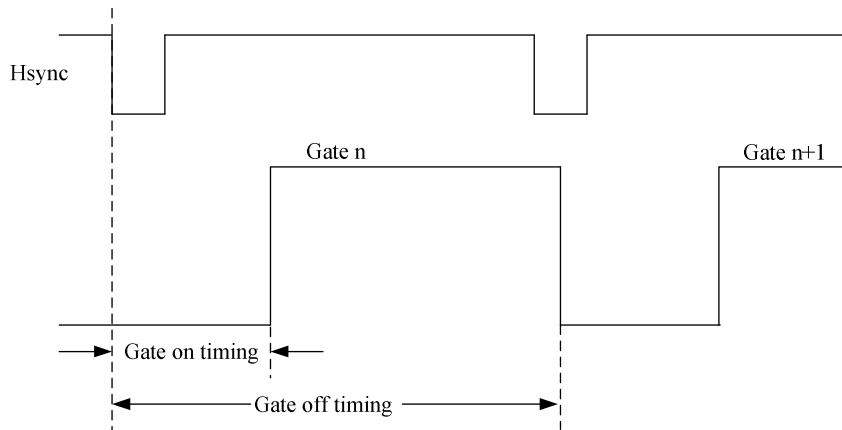 Hsync
Gate n
Gate n+1
Gate on timing
Gate off timing